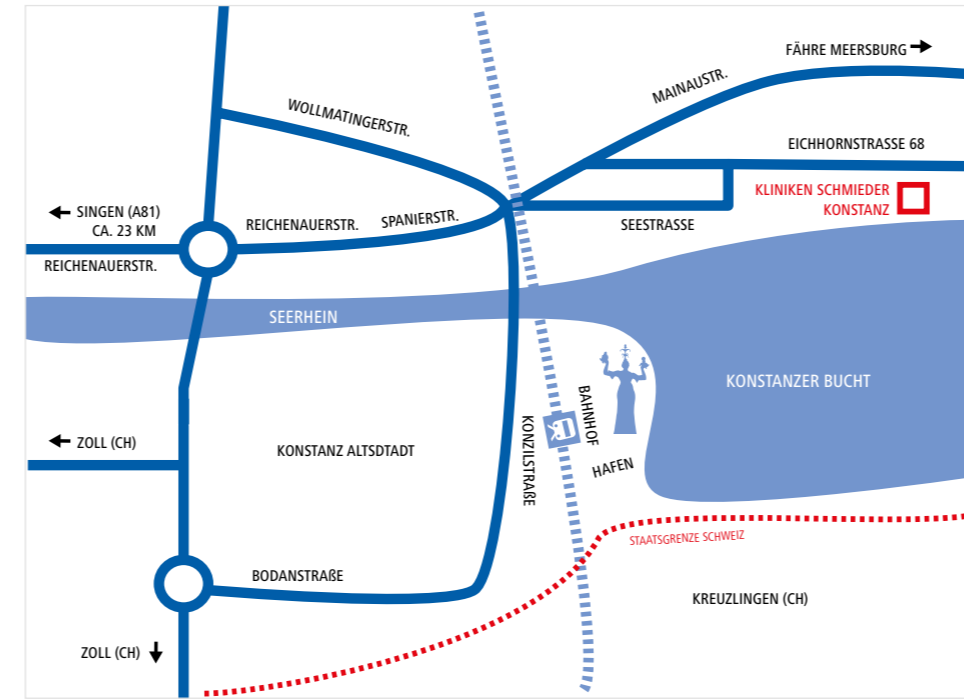 FÄHRE MEERSBURG
MAINAUSTR.
WOLLMATINGERSTR.
EICHHORNSTRASSE 68
KLINIKEN SCHMIEDER
KONSTANZ
SINGEN (A81)
CA. 23 KM
REICHENAUERSTR.
SPANIERSTR.
SEESTRASSE
REICHENAUERSTR.
SEERHEIN
KONSTANZER BUCHT
BAHNHOF
KONZILSTRAßE
ZOLL (CH)
KONSTANZ ALTSDTADT
HAFEN
STAATSGRENZE SCHWEIZ
BODANSTRAßE
KREUZLINGEN (CH)
ZOLL (CH)